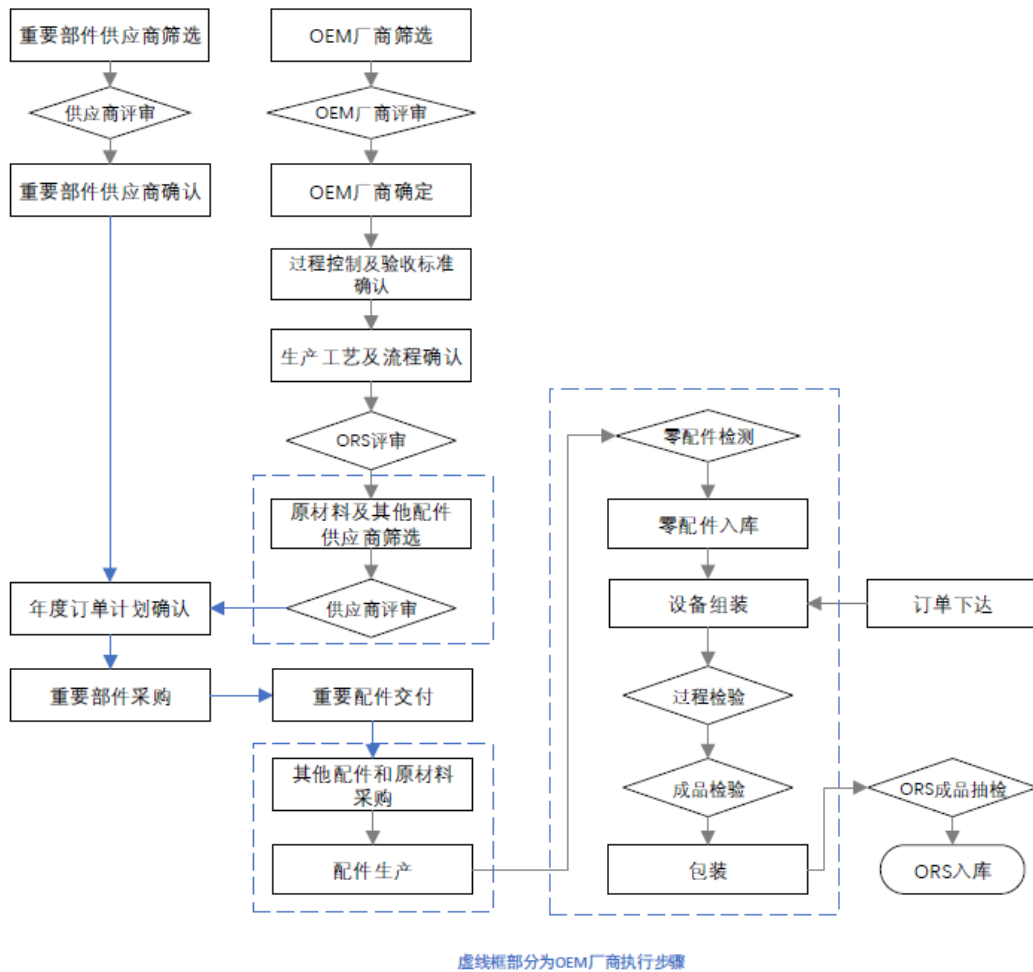 重要部件供应商筛选
供应商评审
重要部件供应商确认
OEM厂商筛选
OEM厂商评审
OEM厂商确定
过程控制及验收标准
确认
生产工艺及流程确认
ORS评审
原材料及其他配件
供应商筛选
供应商评审
年度订单计划确认
重要部件采购
重要配件交付
其他配件和原材料
采购
配件生产
零配件检测
零配件入库
设备组装
订单下达
过程检验
成品检验
包装
ORS成品抽检
ORS入库
虚线框部分为OEM厂商执行步骤